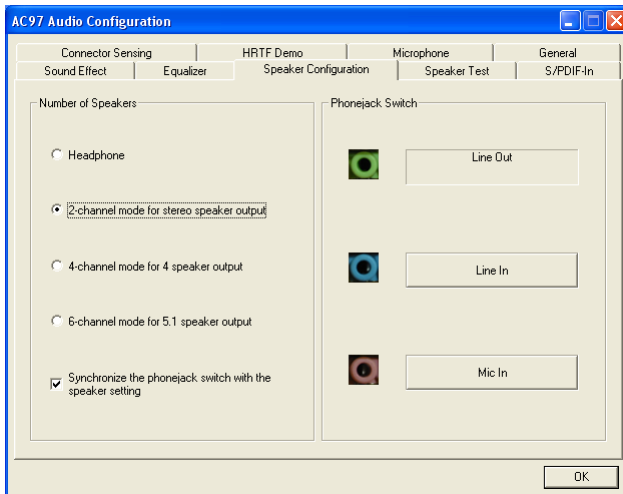 AC97 Audio Configuration
Connector Sensing
HRTF Demo
Microphone
General
Sound Effect
Equalizer
Speaker Configuration
Speaker Test
S/PDIF-In
Number of Speakers
Headphone
2-channel mode for stereo speaker output
4-channel mode for 4 speaker output
6-channel mode for 5.1 speaker output
Synchronize the phonejack switch with the
speaker setting
Phonejack Switch
Line Out
Line In
Mic In
OK